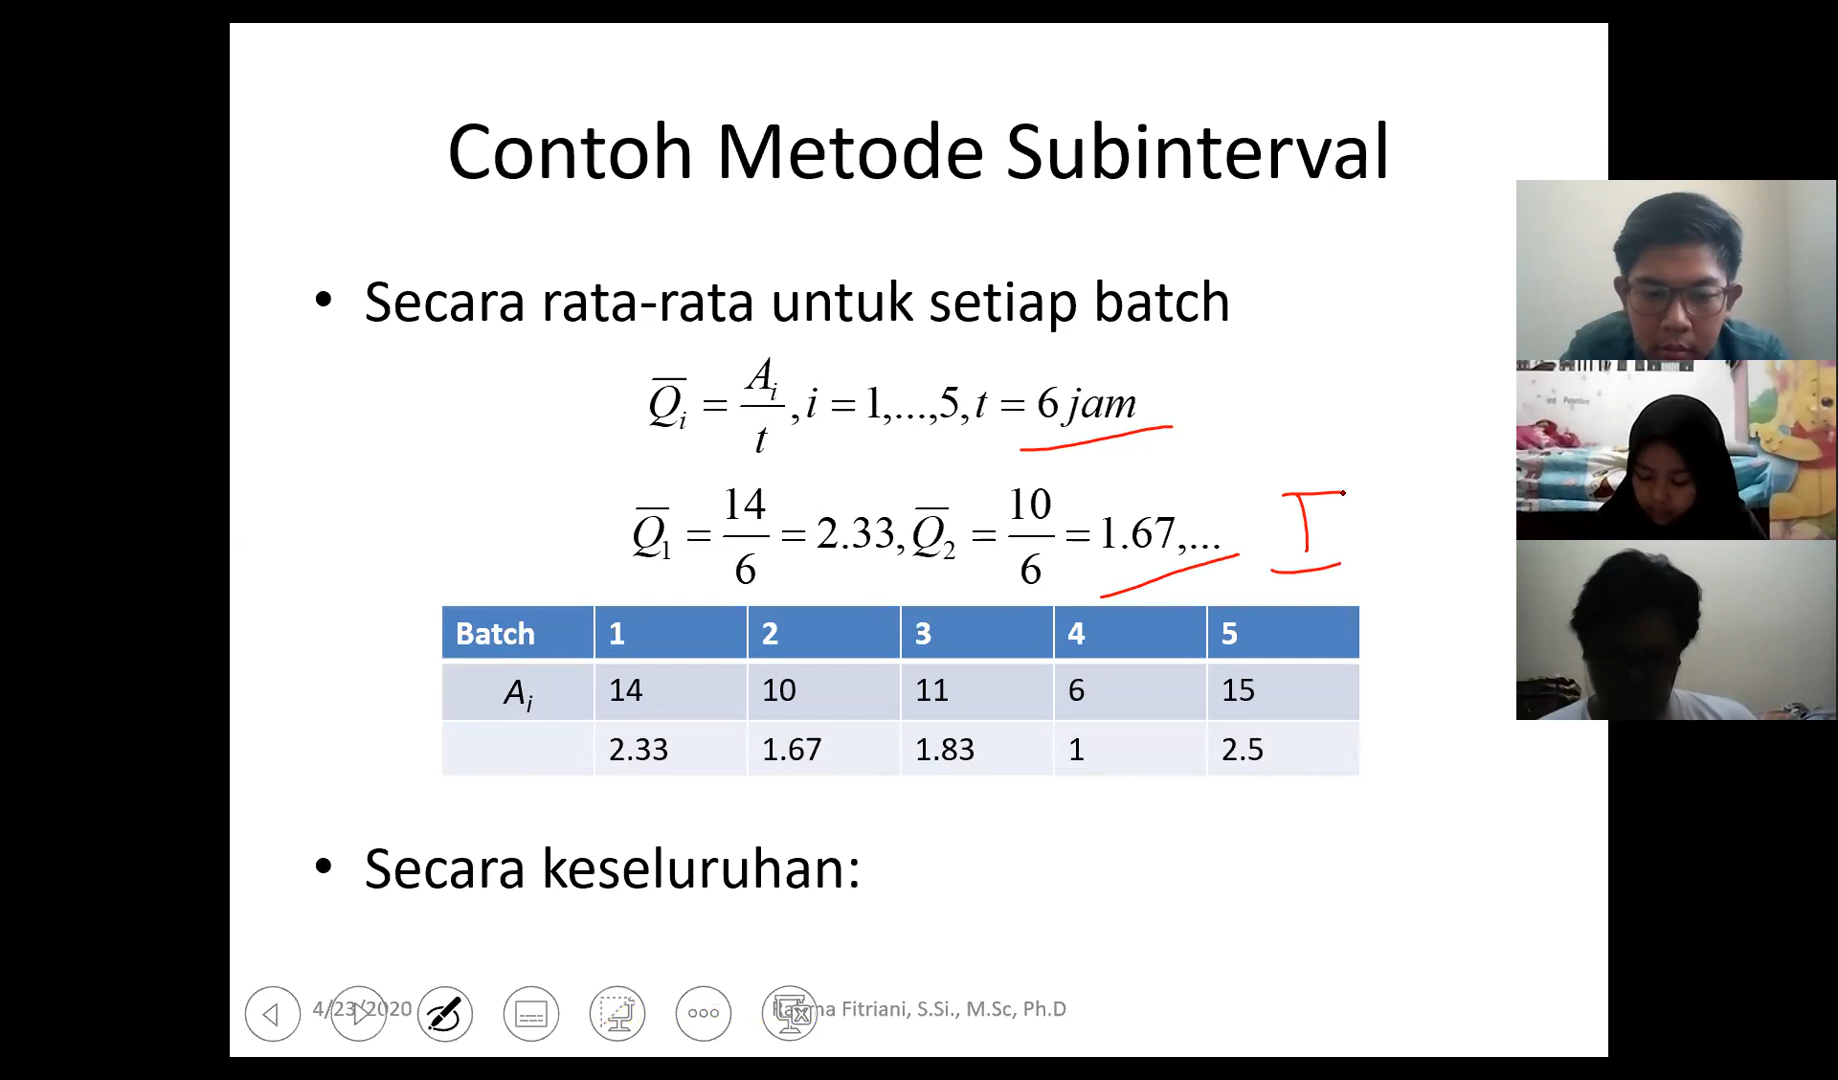 Contoh Metode Subinterval
• Secara rata-rata untuk setiap batch
Q̅ᵢ = Aᵢ / t , i = 1,...,5, t = 6 jam
Q̅₁ = 14/6 = 2.33, Q̅₂ = 10/6 = 1.67,... I
Batch 1 2 3 4 5
Aᵢ 14 10 11 6 15
2.33 1.67 1.83 1 2.5
• Secara keseluruhan:
4/23/2020 Fitriani, S.Si., M.Sc, Ph.D